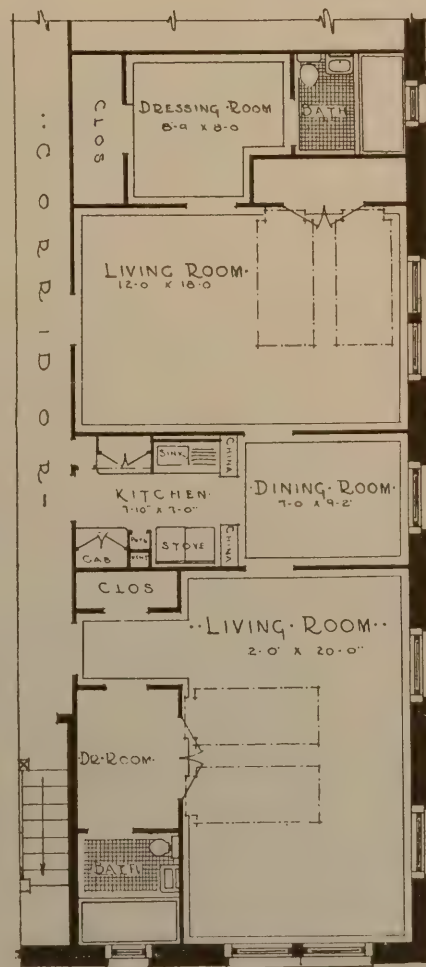 CORRIDOR
CLOS
DRESSING ROOM
8-9 X 8-0
BATH
LIVING ROOM
12-0 X 18-0
SINK
CHINA
KITCHEN
7-10" X 7-0"
DINING ROOM
7-0 X 9-2
CAB
STOVE
CHINA
CLOS
LIVING ROOM
2-0" X 20-0"
DR. ROOM
BATH